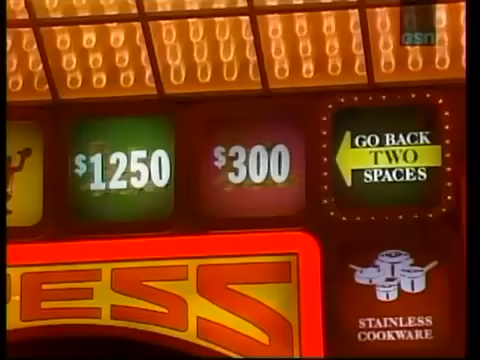 GSN
$1250
$300
GO BACK
TWO
SPACES
ESS
STAINLESS
COOKWARE